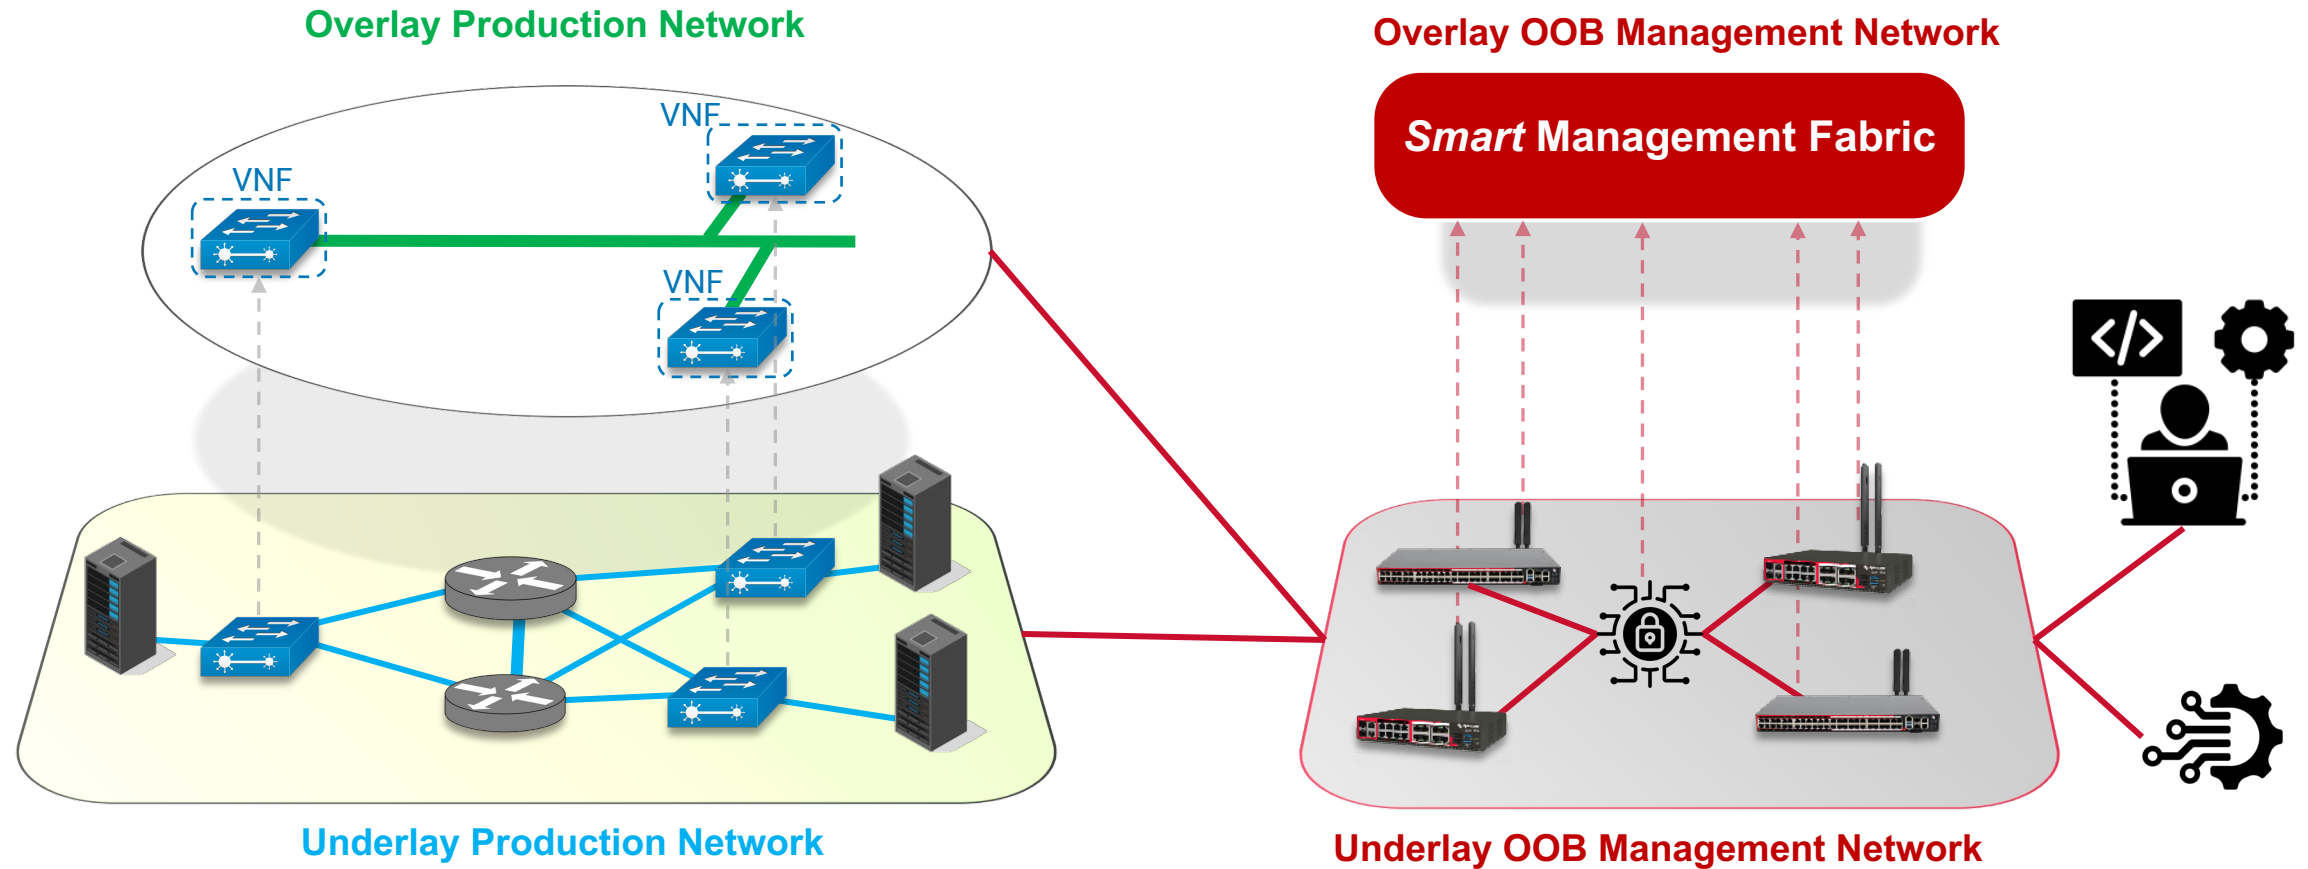 Overlay Production Network
Overlay OOB Management Network
VNF
VNF
VNF
Smart Management Fabric
</>
Underlay Production Network
Underlay OOB Management Network